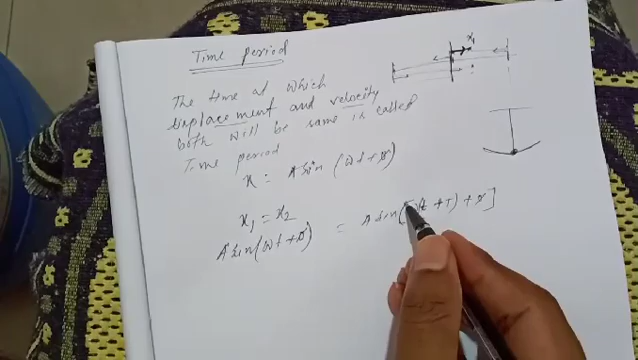 Time period
x₁
The time at which
displacement and velocity
both will be same is called
Time period
x = A sin (ωt + ø)
x₁ = x₂
A sin(ωt + ø) = A sin[ (t + T) + ø]